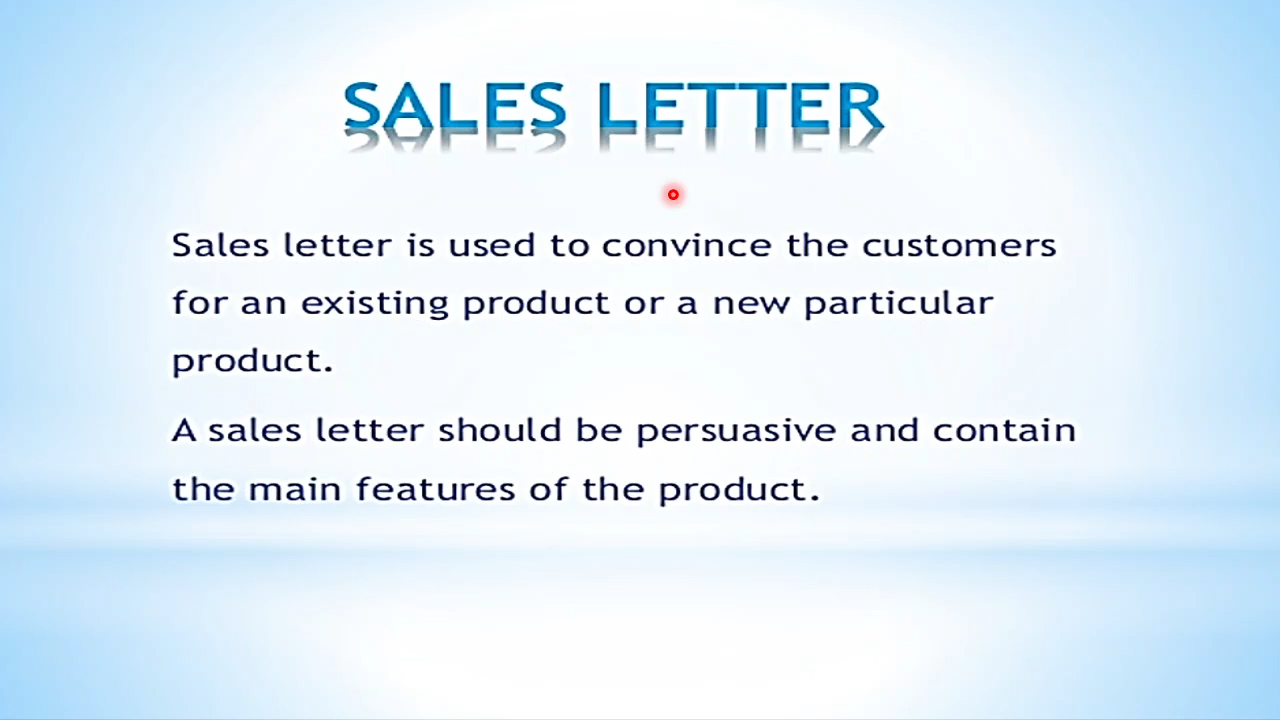 SALES LETTER
Sales letter is used to convince the customers
for an existing product or a new particular
product.
A sales letter should be persuasive and contain
the main features of the product.